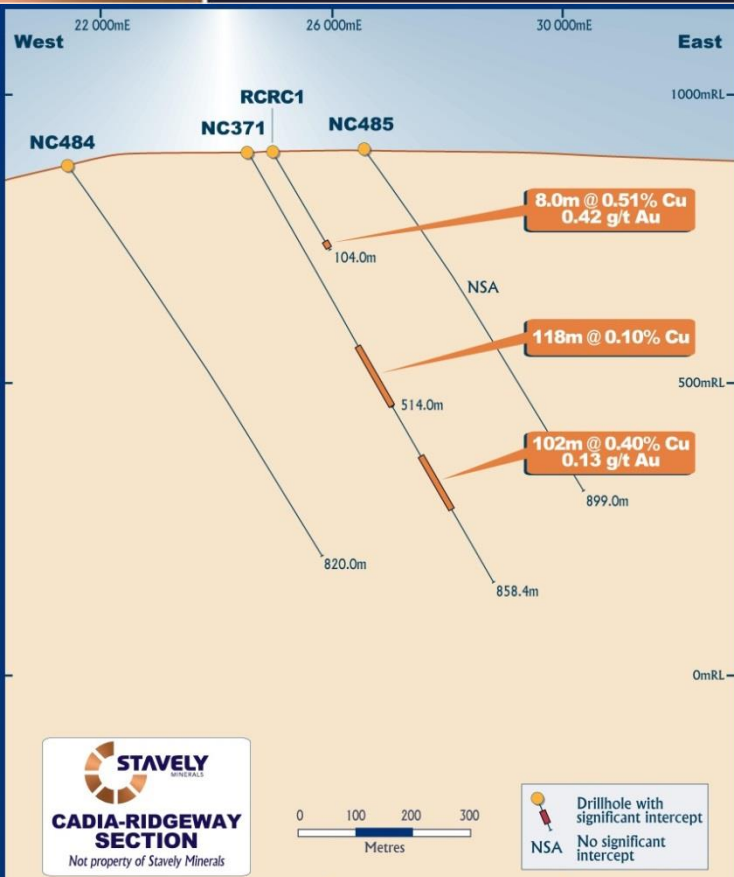 22 000mE
26 000mE
30 000mE
West
East
1000mRL
RCRC1
NC371
NC485
NC484
8.0m @ 0.51% Cu
0.42 g/t Au
104.0m
NSA
118m @ 0.10% Cu
500mRL
514.0m
102m @ 0.40% Cu
0.13 g/t Au
899.0m
820.0m
858.4m
0mRL
STAVELY
MINERALS
CADIA-RIDGEWAY
SECTION
Not property of Stavely Minerals
0 100 200 300
Metres
Drillhole with
significant intercept
NSA No significant
intercept